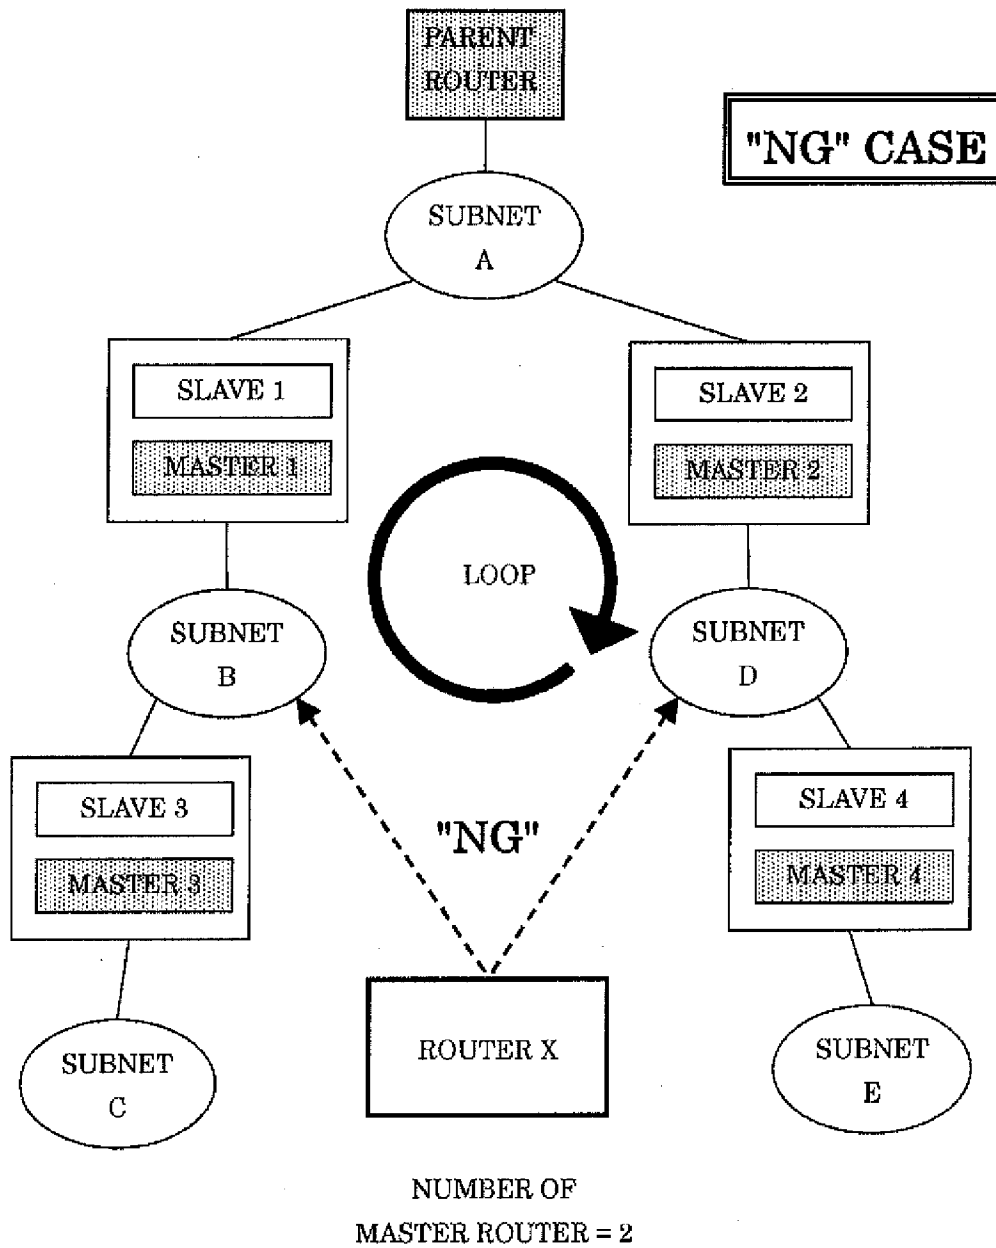 PARENT
ROUTER
"NG" CASE
SUBNET
A
SLAVE 1
MASTER 1
SLAVE 2
MASTER 2
LOOP
SUBNET
B
SUBNET
D
SLAVE 3
MASTER 3
"NG"
SLAVE 4
MASTER 4
ROUTER X
SUBNET
C
SUBNET
E
NUMBER OF
MASTER ROUTER = 2